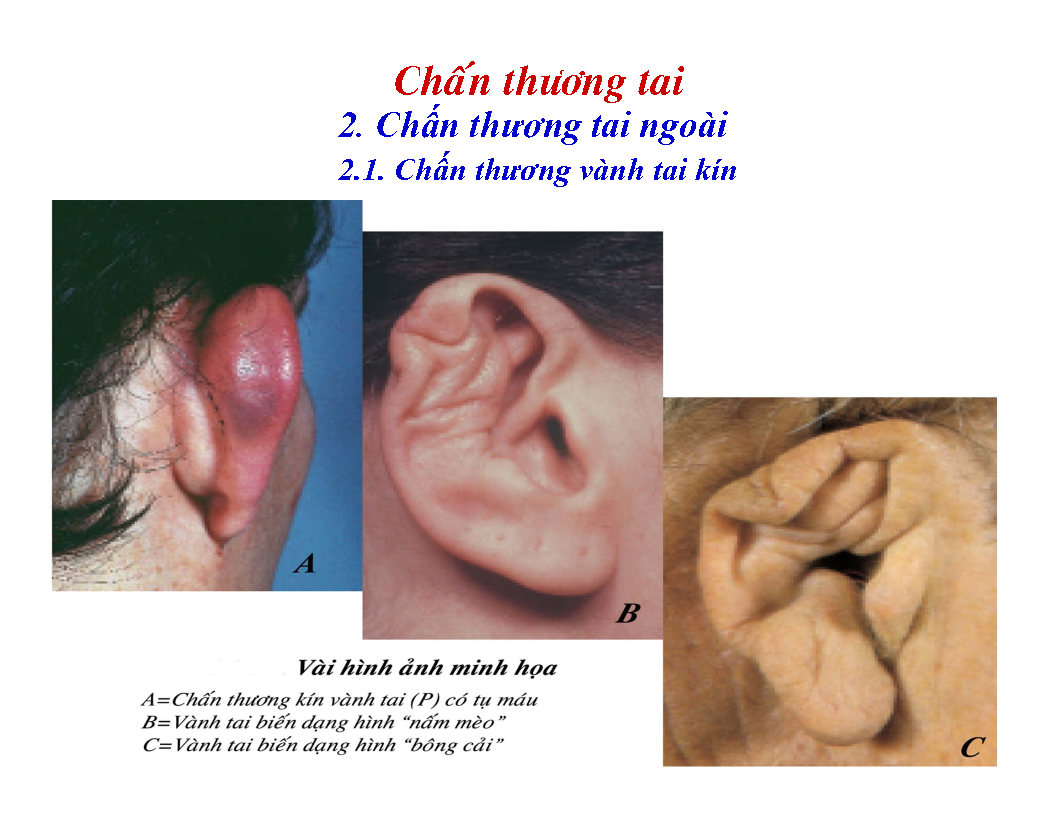 Chấn thương tai
2. Chấn thương tai ngoài
2.1. Chấn thương vành tai kín
A
B
C
Vài hình ảnh minh họa
A=Chấn thương kín vành tai (P) có tụ máu
B=Vành tai biến dạng hình “nấm mèo”
C=Vành tai biến dạng hình “bông cải”